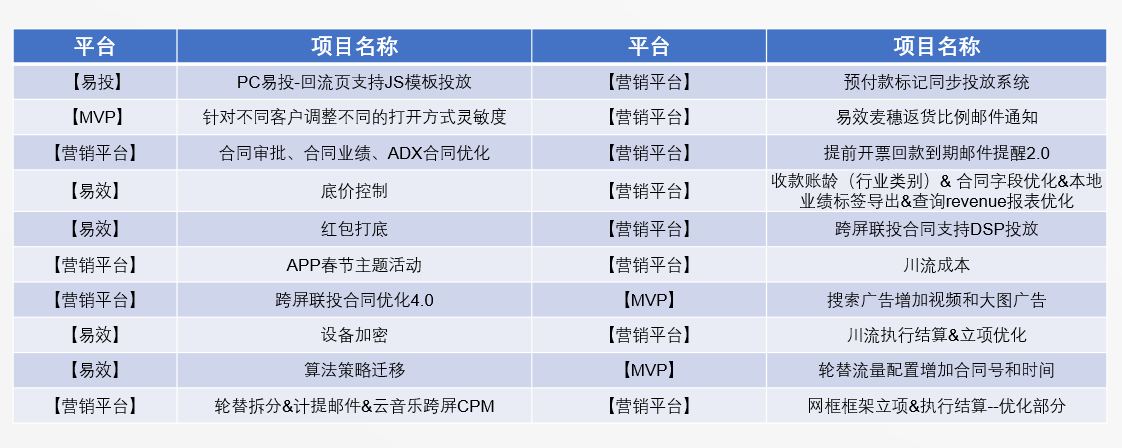 平台 项目名称 平台 项目名称
【易投】 PC易投-回流页支持JS模板投放 【营销平台】 预付款标记同步投放系统
【MVP】 针对不同客户调整不同的打开方式灵敏度 【营销平台】 易效麦穗返货比例邮件通知
【营销平台】 合同审批、合同业绩、ADX合同优化 【营销平台】 提前开票回款到期邮件提醒2.0
【易效】 底价控制 【营销平台】 收款账龄（行业类别）& 合同字段优化&本地
业绩标签导出&查询revenue报表优化
【易效】 红包打底 【营销平台】 跨屏联投合同支持DSP投放
【营销平台】 APP春节主题活动 【营销平台】 川流成本
【营销平台】 跨屏联投合同优化4.0 【MVP】 搜索广告增加视频和大图广告
【易效】 设备加密 【营销平台】 川流执行结算&立项优化
【易效】 算法策略迁移 【MVP】 轮替流量配置增加合同号和时间
【营销平台】 轮替拆分&计提邮件&云音乐跨屏CPM 【营销平台】 网框框架立项&执行结算--优化部分